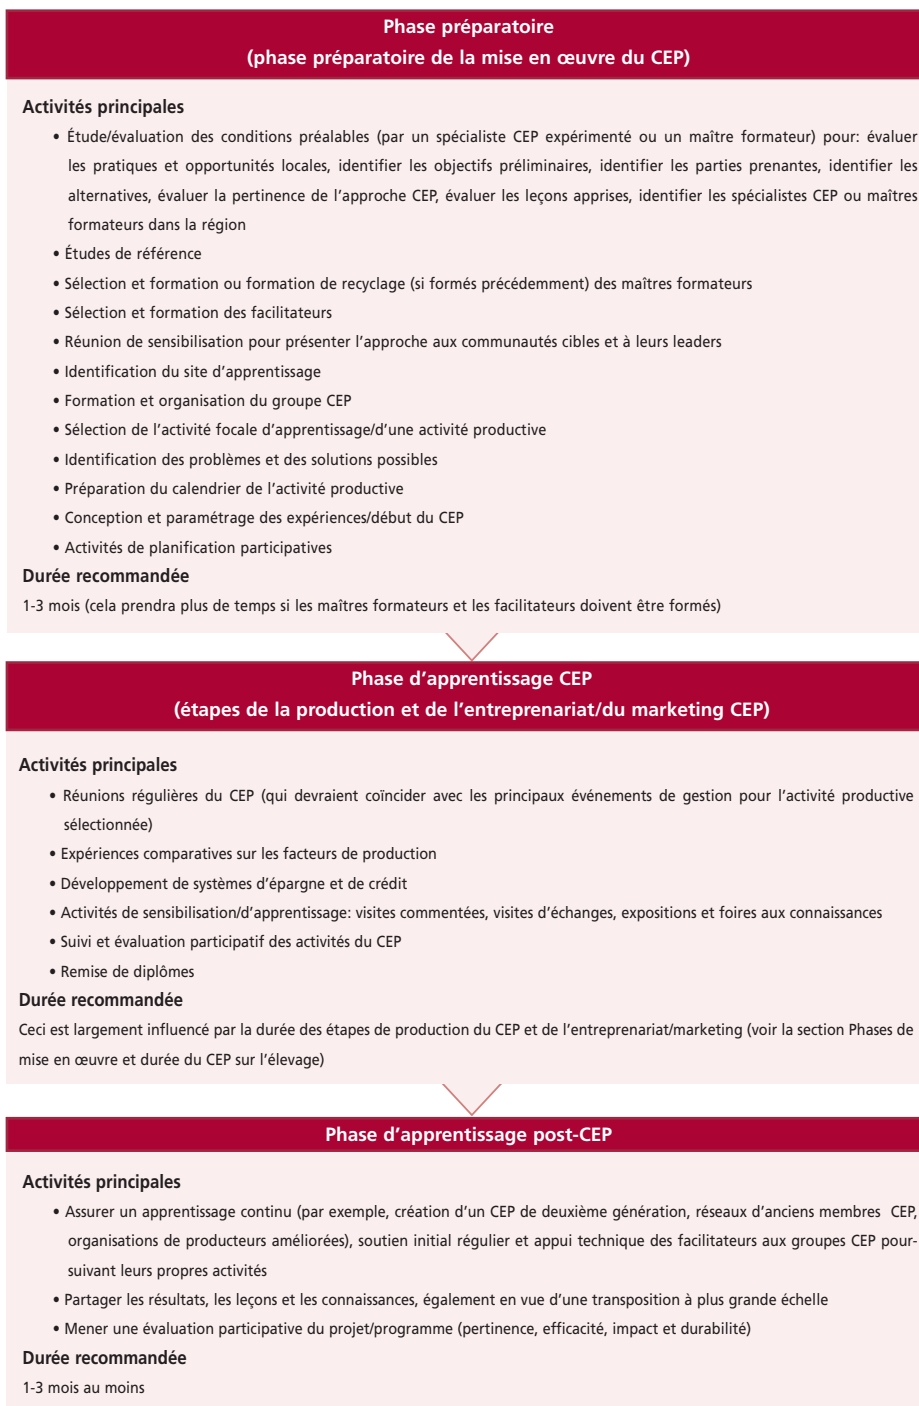 Phase préparatoire
(phase préparatoire de la mise en œuvre du CEP)
Activités principales
• Étude/évaluation des conditions préalables (par un spécialiste CEP expérimenté ou un maître formateur) pour: évaluer
les pratiques et opportunités locales, identifier les objectifs préliminaires, identifier les parties prenantes, identifier les
alternatives, évaluer la pertinence de l’approche CEP, évaluer les leçons apprises, identifier les spécialistes CEP ou maîtres
formateurs dans la région
• Études de référence
• Sélection et formation ou formation de recyclage (si formés précédemment) des maîtres formateurs
• Sélection et formation des facilitateurs
• Réunion de sensibilisation pour présenter l’approche aux communautés cibles et à leurs leaders
• Identification du site d’apprentissage
• Formation et organisation du groupe CEP
• Sélection de l’activité focale d’apprentissage/d’une activité productive
• Identification des problèmes et des solutions possibles
• Préparation du calendrier de l’activité productive
• Conception et paramétrage des expériences/début du CEP
• Activités de planification participatives
Durée recommandée
1-3 mois (cela prendra plus de temps si les maîtres formateurs et les facilitateurs doivent être formés)
Phase d’apprentissage CEP
(étapes de la production et de l’entreprenariat/du marketing CEP)
Activités principales
• Réunions régulières du CEP (qui devraient coïncider avec les principaux événements de gestion pour l’activité productive
sélectionnée)
• Expériences comparatives sur les facteurs de production
• Développement de systèmes d’épargne et de crédit
• Activités de sensibilisation/d’apprentissage: visites commentées, visites d’échanges, expositions et foires aux connaissances
• Suivi et évaluation participatif des activités du CEP
• Remise de diplômes
Durée recommandée
Ceci est largement influencé par la durée des étapes de production du CEP et de l’entreprenariat/marketing (voir la section Phases de
mise en œuvre et durée du CEP sur l’élevage)
Phase d’apprentissage post-CEP
Activités principales
• Assurer un apprentissage continu (par exemple, création d’un CEP de deuxième génération, réseaux d’anciens membres CEP,
organisations de producteurs améliorées), soutien initial régulier et appui technique des facilitateurs aux groupes CEP pour-
suivant leurs propres activités
• Partager les résultats, les leçons et les connaissances, également en vue d’une transposition à plus grande échelle
• Mener une évaluation participative du projet/programme (pertinence, efficacité, impact et durabilité)
Durée recommandée
1-3 mois au moins